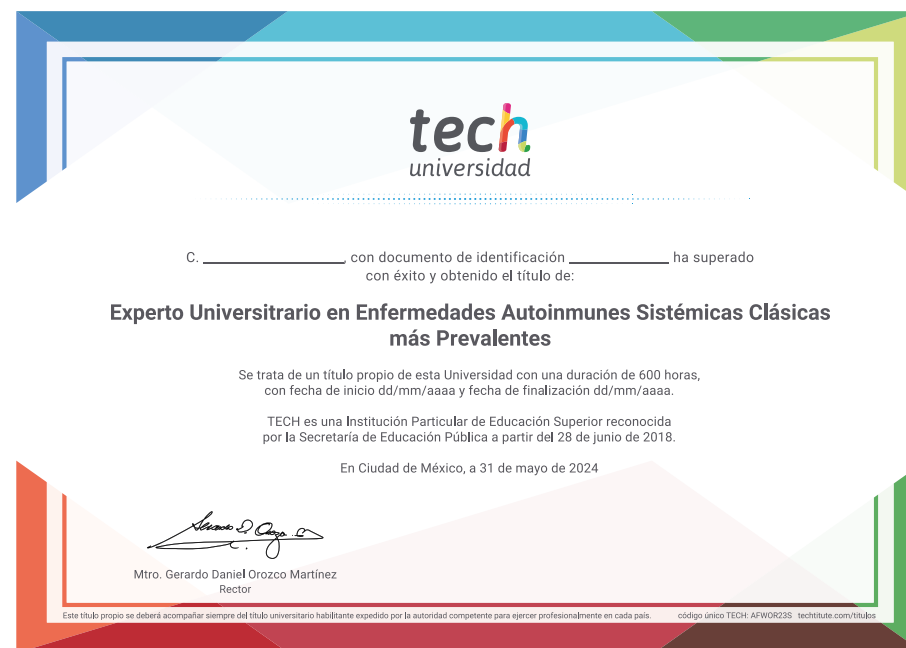 tech
universidad
C. ____________, con documento de identificación ____________ ha superado
con éxito y obtenido el título de:
Experto Universitrario en Enfermedades Autoinmunes Sistémicas Clásicas
más Prevalentes
Se trata de un título propio de esta Universidad con una duración de 600 horas,
con fecha de inicio dd/mm/aaaa y fecha de finalización dd/mm/aaaa.
TECH es una Institución Particular de Educación Superior reconocida
por la Secretaría de Educación Pública a partir del 28 de junio de 2018.
En Ciudad de México, a 31 de mayo de 2024
Mtro. Gerardo Daniel Orozco Martínez
Rector
Este título propio se deberá acompañar siempre del título universitario habilitante expedido por la autoridad competente para ejercer profesionalmente en cada país. código único TECH: AFWOR23S techtitute.com/titulos